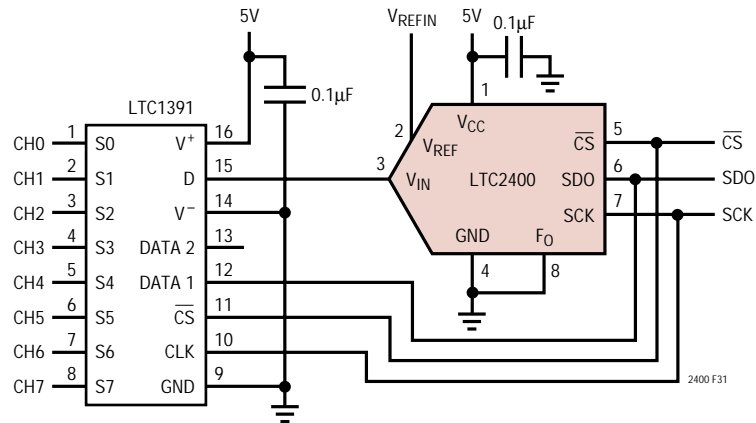 5V
VREFIN
5V
0.1µF
LTC1391
0.1µF
1
VCC
CH0 1 S0 V+ 16
2 VREF
CS 5 CS
CH1 2 S1 D 15
3 VIN
LTC2400
SDO 6 SDO
CH2 3 S2 V− 14
SCK 7 SCK
CH3 4 S3 DATA 2 13
GND FO
CH4 5 S4 DATA 1 12
4 8
CH5 6 S5 CS 11
CH6 7 S6 CLK 10
CH7 8 S7 GND 9
2400 F31